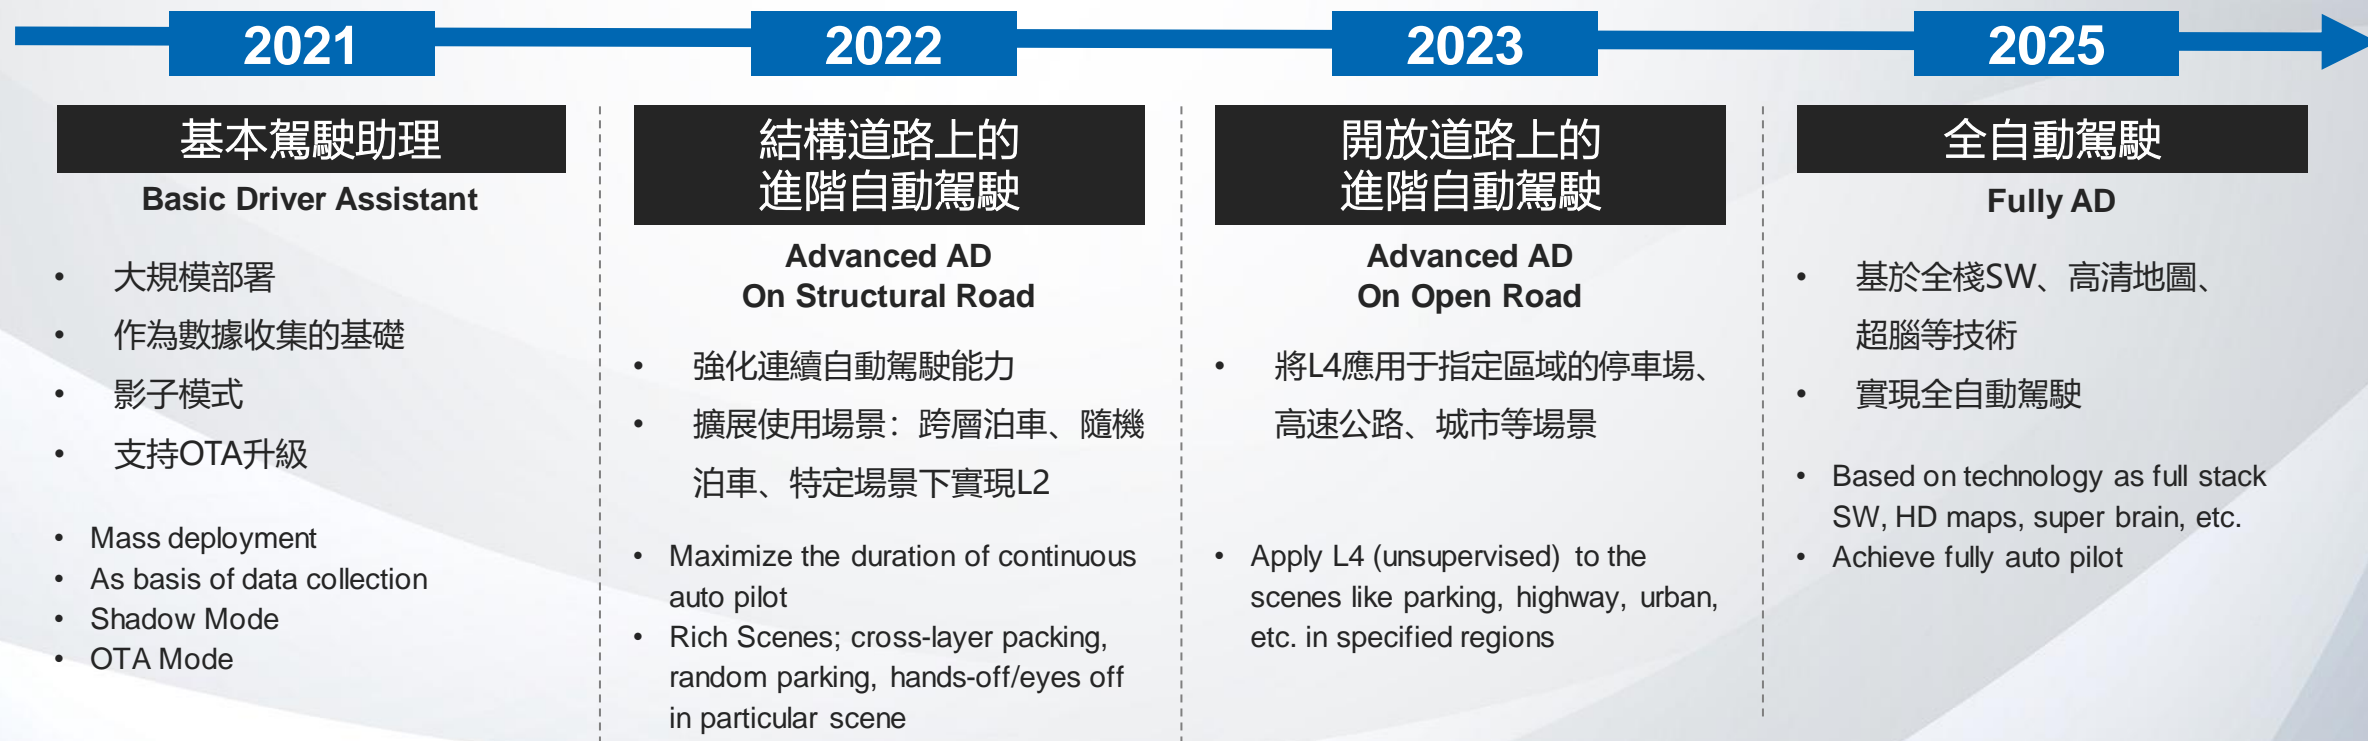 2021
基本駕駛助理
Basic Driver Assistant
• 大規模部署
• 作為數據收集的基礎
• 影子模式
• 支持OTA升級
• Mass deployment
• As basis of data collection
• Shadow Mode
• OTA Mode
2022
結構道路上的
進階自動駕駛
Advanced AD
On Structural Road
• 強化連續自動駕駛能力
• 擴展使用場景：跨層泊車、隨機
泊車、特定場景下實現L2
• Maximize the duration of continuous
auto pilot
• Rich Scenes; cross-layer packing,
random parking, hands-off/eyes off
in particular scene
2023
開放道路上的
進階自動駕駛
Advanced AD
On Open Road
• 將L4應用于指定區域的停車場、
高速公路、城市等場景
• Apply L4 (unsupervised) to the
scenes like parking, highway, urban,
etc. in specified regions
2025
全自動駕駛
Fully AD
• 基於全棧SW、高清地圖、
超腦等技術
• 實現全自動駕駛
• Based on technology as full stack
SW, HD maps, super brain, etc.
• Achieve fully auto pilot